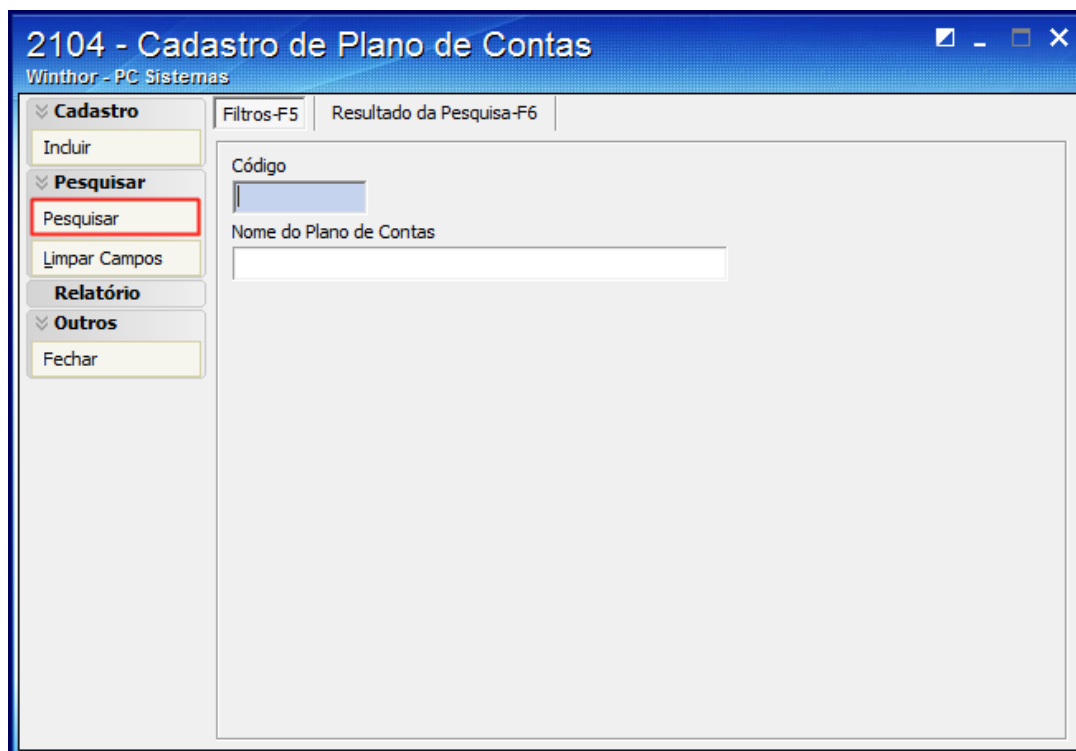 2104 - Cadastro de Plano de Contas
Winthor - PC Sistemas
Cadastro
Incluir
Pesquisar
Pesquisar
Limpar Campos
Relatório
Outros
Fechar
Filtros-F5
Resultado da Pesquisa-F6
Código
Nome do Plano de Contas